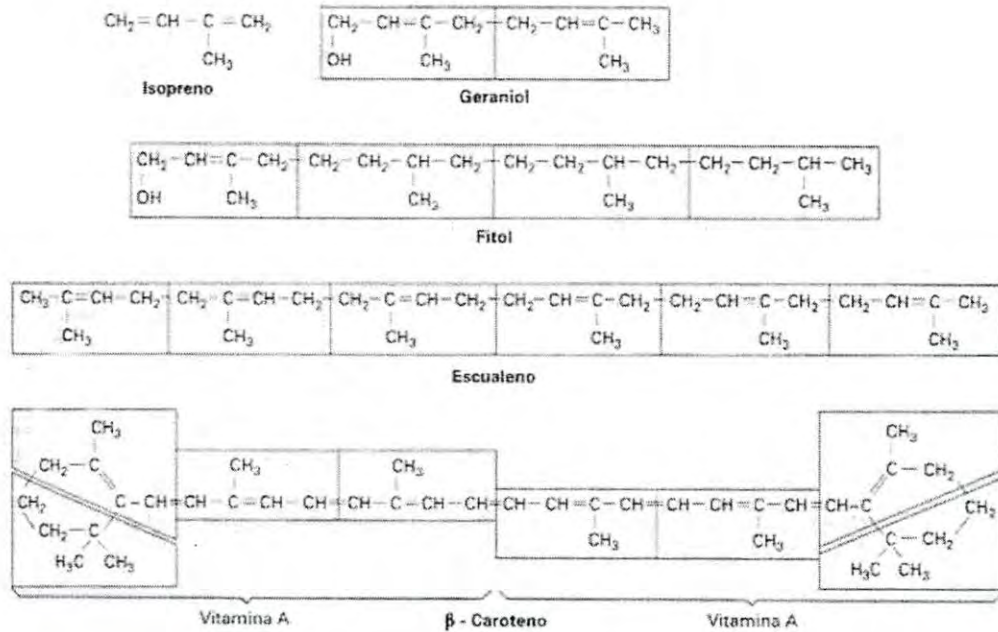 CH₂=CH–C=CH₂ CH₂–CH=C–CH₂–CH₂–CH=C–CH₃
CH₃ OH CH₃ CH₃
Isopreno Geraniol
CH₂–CH=C–CH₂–CH₂–CH₂–CH–CH₂–CH₂–CH₂–CH–CH₂–CH₂–CH₂–CH–CH₃
OH CH₃ CH₃ CH₃ CH₃
Fitol
CH₃–C=CH–CH₂–CH₂–C=CH–CH₂–CH₂–C=CH–CH₂–CH₂–CH=C–CH₂–CH₂–CH=C–CH₂–CH₂–CH=C–CH₃
CH₃ CH₃ CH₃ CH₃ CH₃ CH₃
Escualeno
CH₃ CH₃
CH₂ C CH₃ CH₃ C CH₂
CH₂ C–CH=CH–C=CH–CH=CH–C=CH–CH=CH–CH=C–CH=CH–CH=C–CH=CH–C CH₂
CH₂ C CH₃ CH₃ C CH₂
H₃C CH₃ H₃C CH₃
Vitamina A β - Caroteno Vitamina A